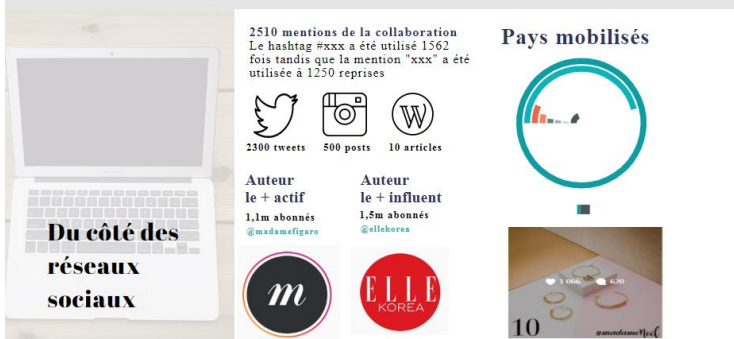 Du côté des
réseaux
sociaux
2510 mentions de la collaboration
Le hashtag #xxx a été utilisé 1562
fois tandis que la mention "xxx" a été
utilisée à 1250 reprises
2300 tweets
500 posts
10 articles
Auteur
le + actif
1,1m abonnés
@madamefigaro
m
Auteur
le + influent
1,5m abonnés
@ellekorea
ELLE
KOREA
Pays mobilisés
1 066
620
10
#madameNoël